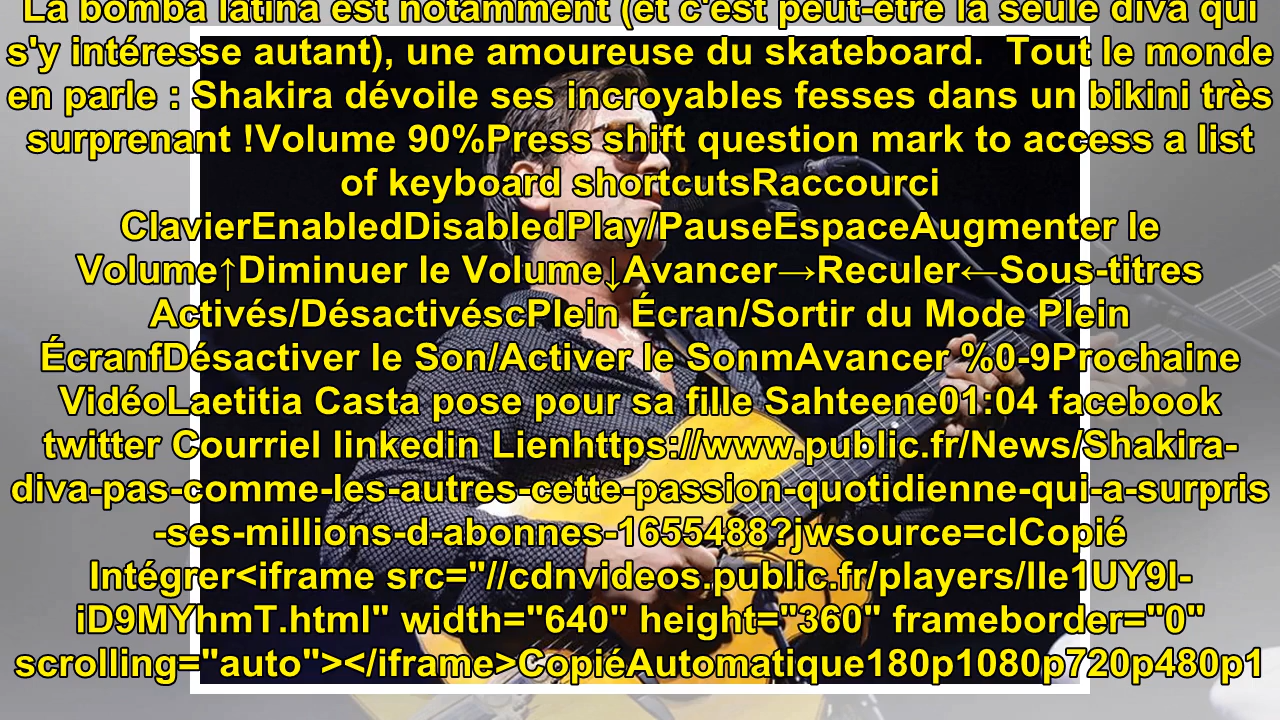 La bomba latina est notamment (et c'est peut-être la seule diva qui
s'y intéresse autant), une amoureuse du skateboard.  Tout le monde
en parle : Shakira dévoile ses incroyables fesses dans un bikini très
surprenant !Volume 90%Press shift question mark to access a list
of keyboard shortcutsRaccourci
ClavierEnabledDisabledPlay/PauseEspaceAugmenter le
Volume↑Diminuer le Volume↓Avancer→Reculer←Sous-titres
Activés/DésactivéscPlein Écran/Sortir du Mode Plein
ÉcranfDésactiver le Son/Activer le SonmAvancer %0-9Prochaine
VidéoLaetitia Casta pose pour sa fille Sahteene01:04 facebook
twitter Courriel linkedin Lienhttps://www.public.fr/News/Shakira-
diva-pas-comme-les-autres-cette-passion-quotidienne-qui-a-surpris
-ses-millions-d-abonnes-1655488?jwsource=clCopié
Intégrer<iframe src="//cdnvideos.public.fr/players/lIe1UY9l-
iD9MYhmT.html" width="640" height="360" frameborder="0"
scrolling="auto"></iframe>CopiéAutomatique180p1080p720p480p1